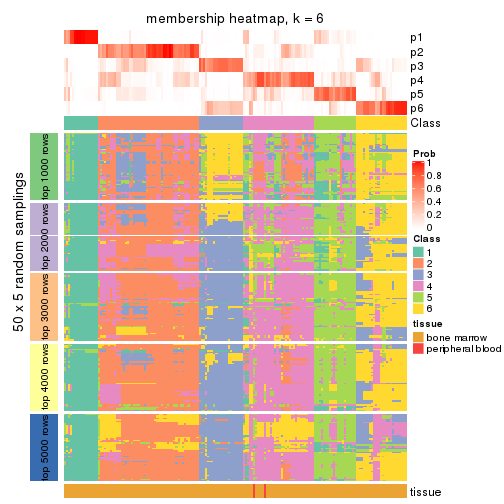 membership heatmap, k = 6
p1
p2
p3
p4
p5
p6
Class
50 x 5 random samplings
top 1000 rows
top 2000 rows
top 3000 rows
top 4000 rows
top 5000 rows
Prob
1
0.8
0.6
0.4
0.2
0
Class
1
2
3
4
5
6
tissue
bone marrow
peripheral blood
tissue